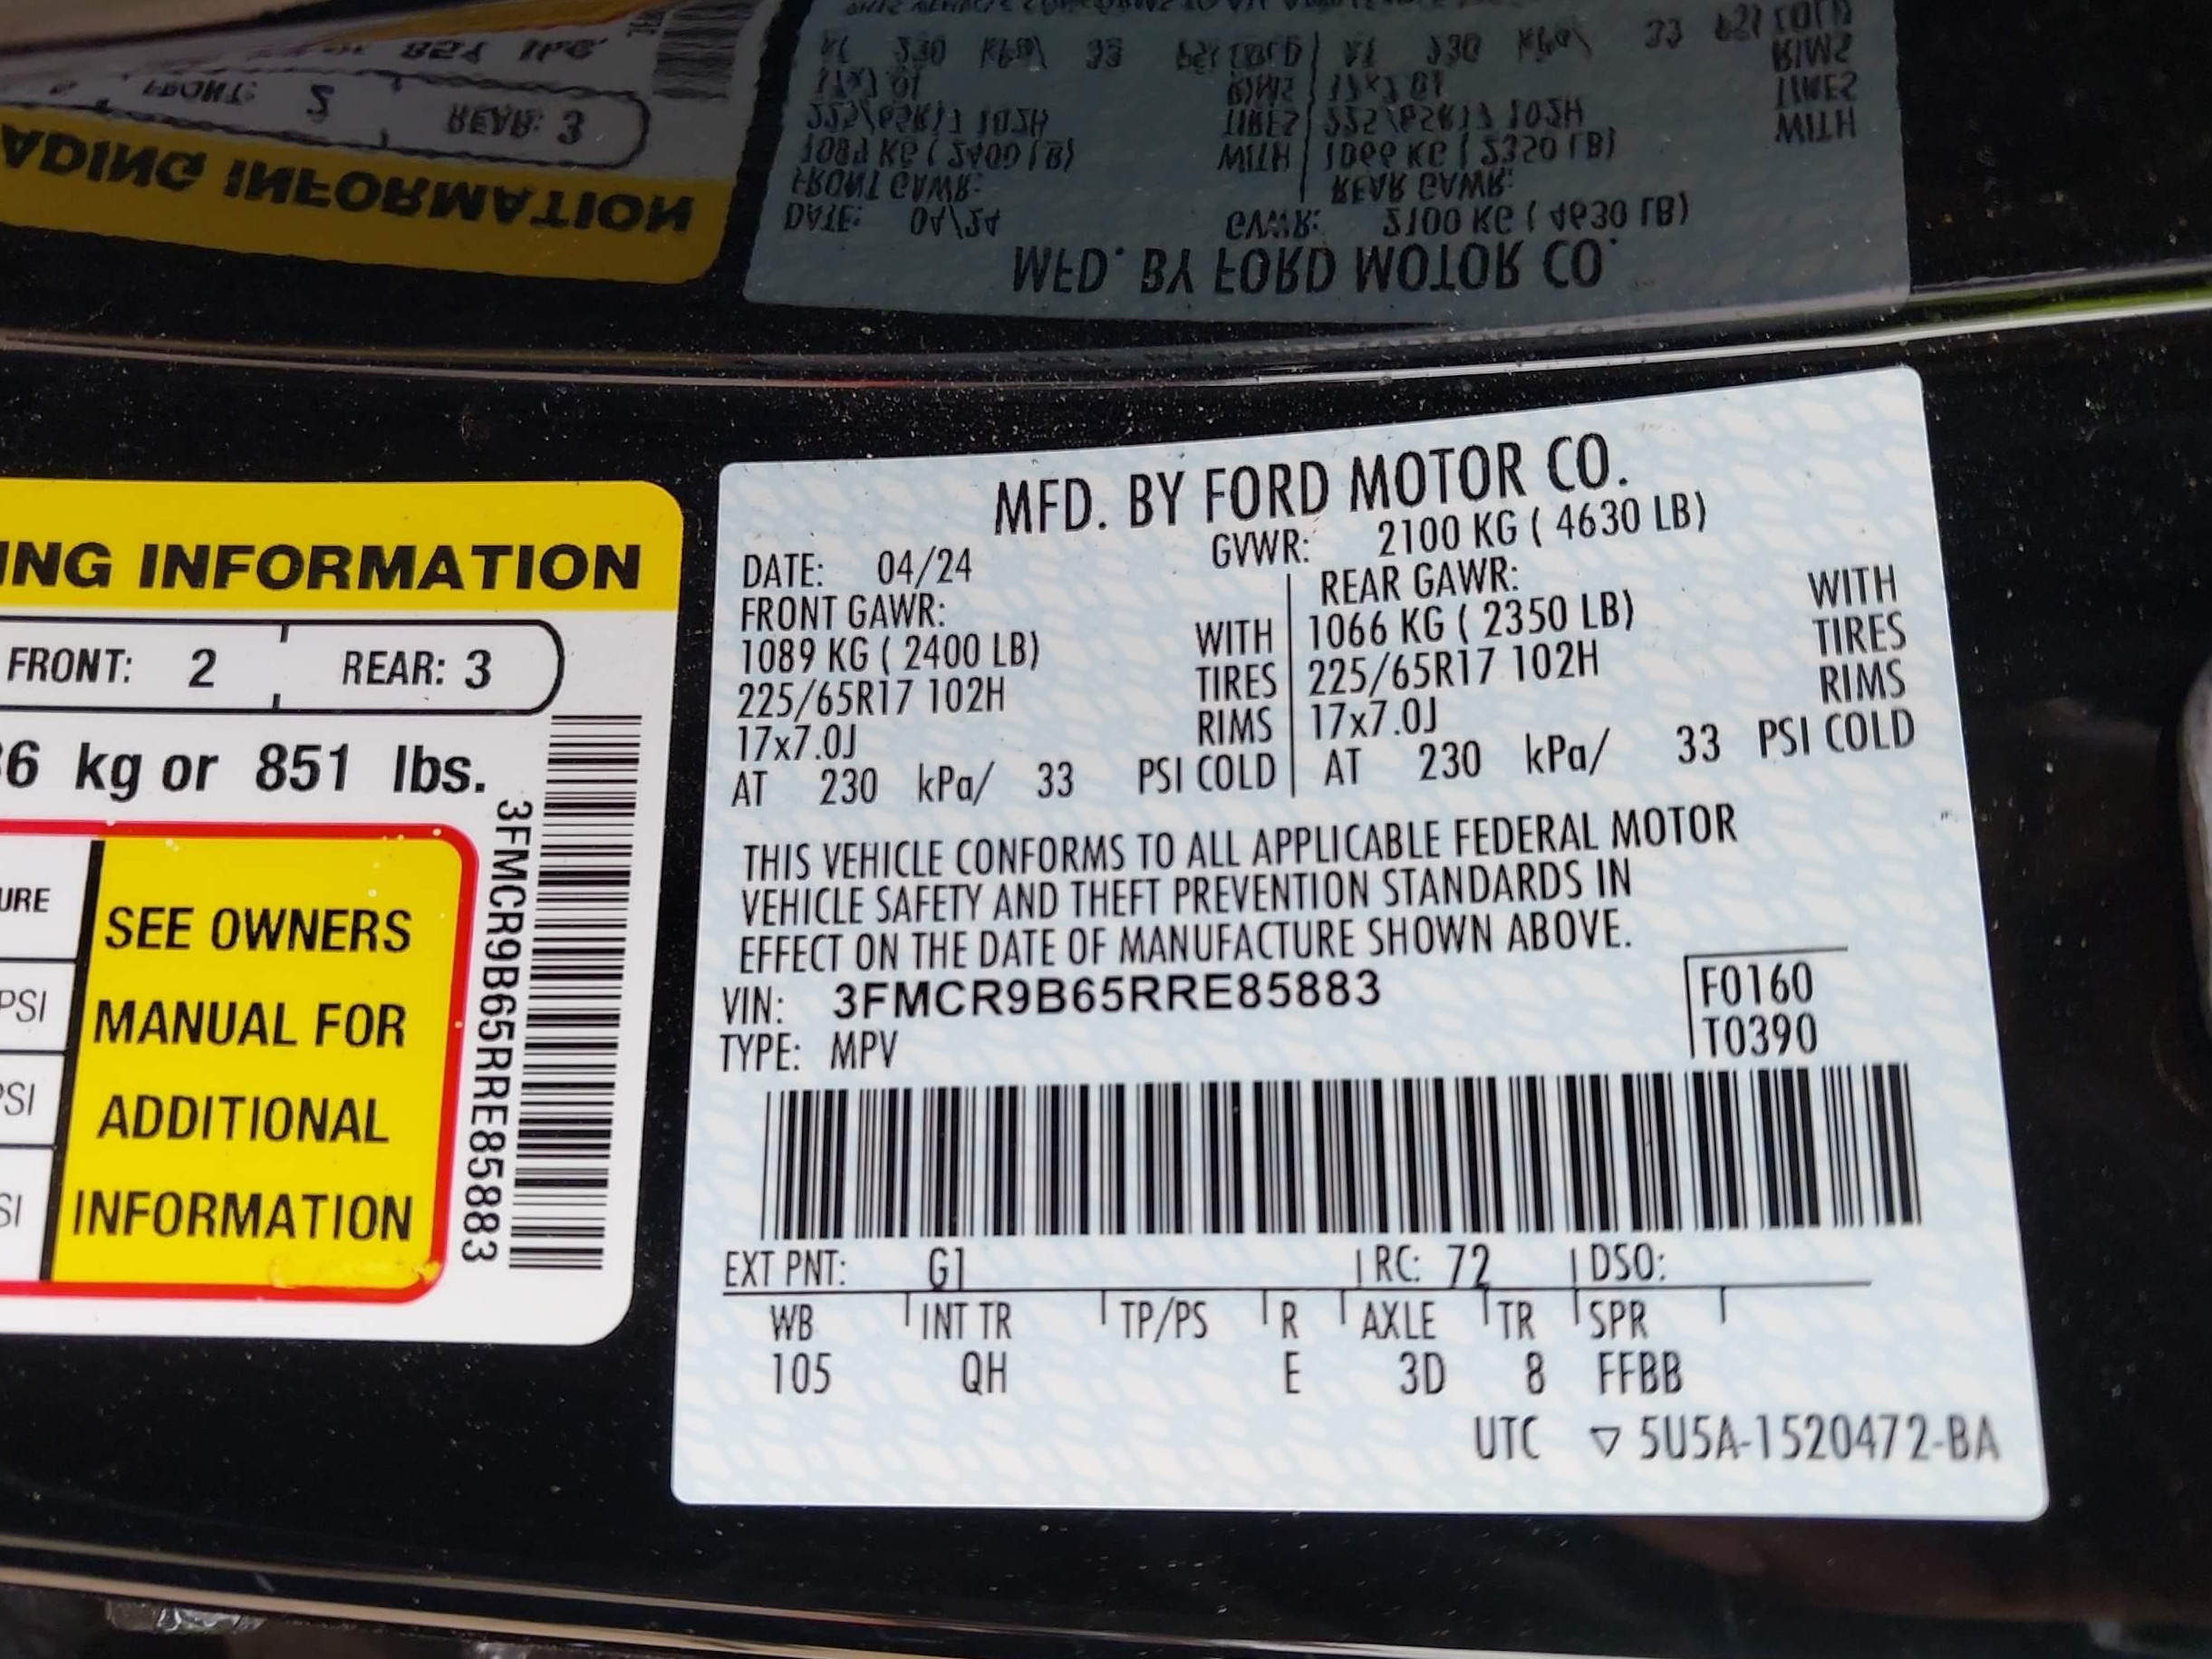 ING INFORMATION
FRONT: 2 REAR: 3
6 kg or 851 lbs.
URE
PSI
PSI
SI
SEE OWNERS
MANUAL FOR
ADDITIONAL
INFORMATION
3FMCR9B65RRE85883
MFD. BY FORD MOTOR CO.
DATE: 04/24 GVWR: 2100 KG ( 4630 LB)
FRONT GAWR: REAR GAWR:
1089 KG ( 2400 LB) WITH 1066 KG ( 2350 LB) WITH
225/65R17 102H TIRES 225/65R17 102H TIRES
17x7.0J RIMS 17x7.0J RIMS
AT 230 kPa/ 33 PSI COLD AT 230 kPa/ 33 PSI COLD
THIS VEHICLE CONFORMS TO ALL APPLICABLE FEDERAL MOTOR
VEHICLE SAFETY AND THEFT PREVENTION STANDARDS IN
EFFECT ON THE DATE OF MANUFACTURE SHOWN ABOVE.
VIN: 3FMCR9B65RRE85883 F0160
TYPE: MPV T0390
EXT PNT: G1 RC: 72 DSO:
WB INT TR TP/PS R AXLE TR SPR
105 QH E 3D 8 FFBB
UTC ▽ 5U5A-1520472-BA